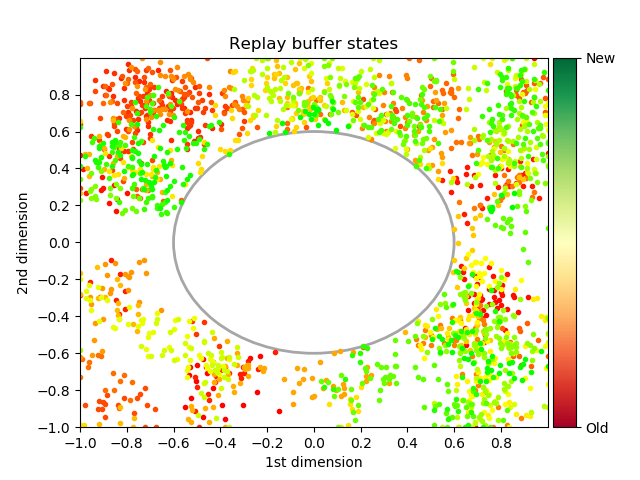 Replay buffer states
New
0.8
0.6
0.4
0.2
0.0
−0.2
−0.4
−0.6
−0.8
−1.0
2nd dimension
Old
−1.0 −0.8 −0.6 −0.4 −0.2 0.0 0.2 0.4 0.6 0.8
1st dimension